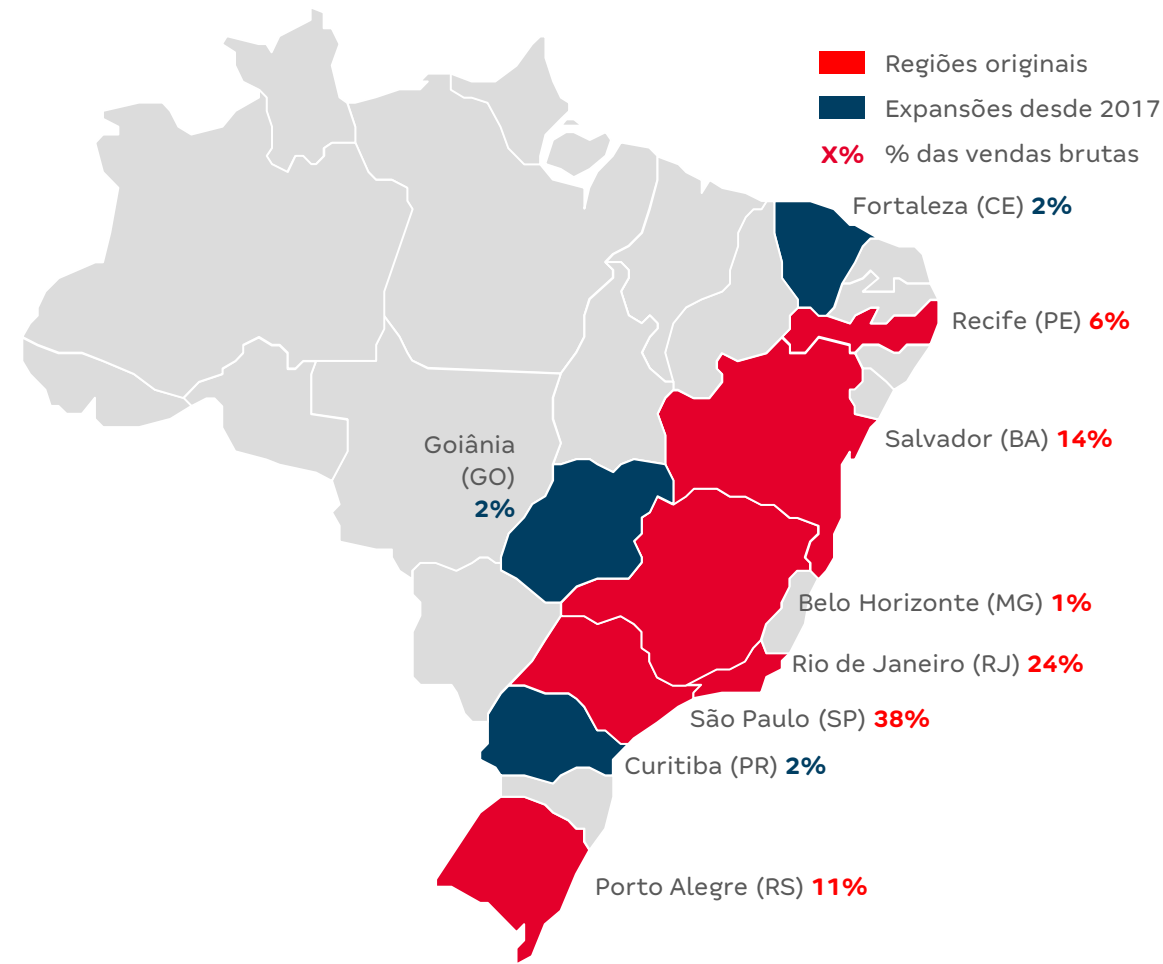 Regiões originais
Expansões desde 2017
X% % das vendas brutas
Fortaleza (CE) 2%
Recife (PE) 6%
Salvador (BA) 14%
Goiânia
(GO)
2%
Belo Horizonte (MG) 1%
Rio de Janeiro (RJ) 24%
São Paulo (SP) 38%
Curitiba (PR) 2%
Porto Alegre (RS) 11%